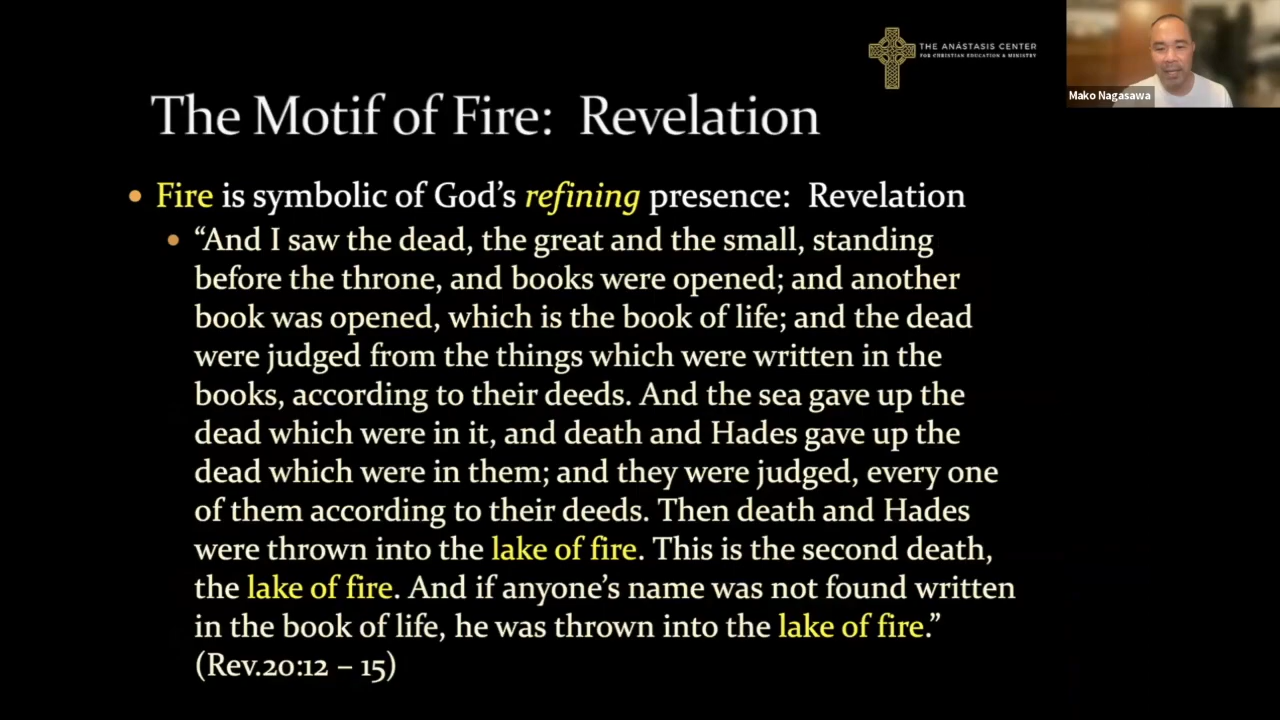 THE ANÁSTASIS CENTER
FOR CHRISTIAN EDUCATION & MINISTRY
Mako Nagasawa
The Motif of Fire: Revelation
• Fire is symbolic of God’s refining presence: Revelation
• “And I saw the dead, the great and the small, standing
before the throne, and books were opened; and another
book was opened, which is the book of life; and the dead
were judged from the things which were written in the
books, according to their deeds. And the sea gave up the
dead which were in it, and death and Hades gave up the
dead which were in them; and they were judged, every one
of them according to their deeds. Then death and Hades
were thrown into the lake of fire. This is the second death,
the lake of fire. And if anyone’s name was not found written
in the book of life, he was thrown into the lake of fire.”
(Rev.20:12 – 15)